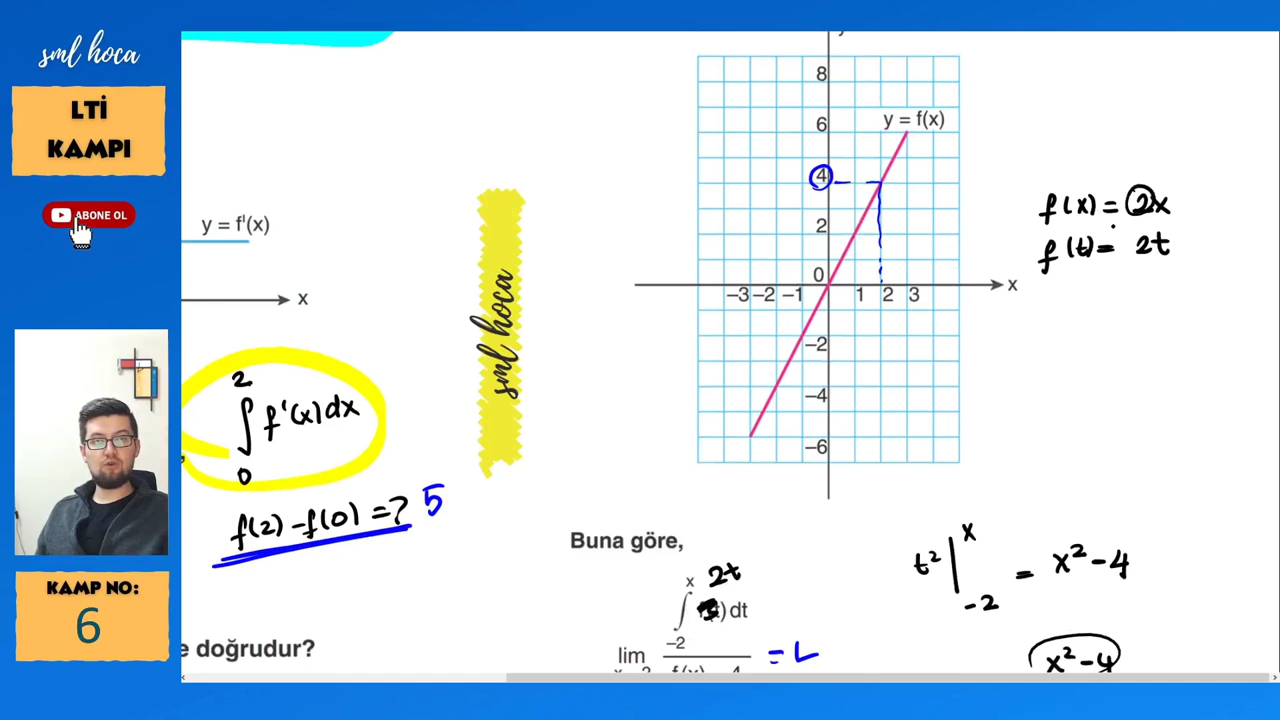 sml hoca
LTİ
KAMPI
ABONE OL
KAMP NO:
6
y = f'(x)
x
2
∫ f'(x) dx
0
f(2) - f(0) = ? 5
e doğrudur?
sml hoca
8
6
4
2
0
-3 -2 -1 1 2 3
-2
-4
-6
y = f(x)
x
f(x) = 2x
f(t) = 2t
Buna göre,
x 2t
∫ ) dt
-2
lim
= L
t² | x -2 = x² - 4
x² - 4